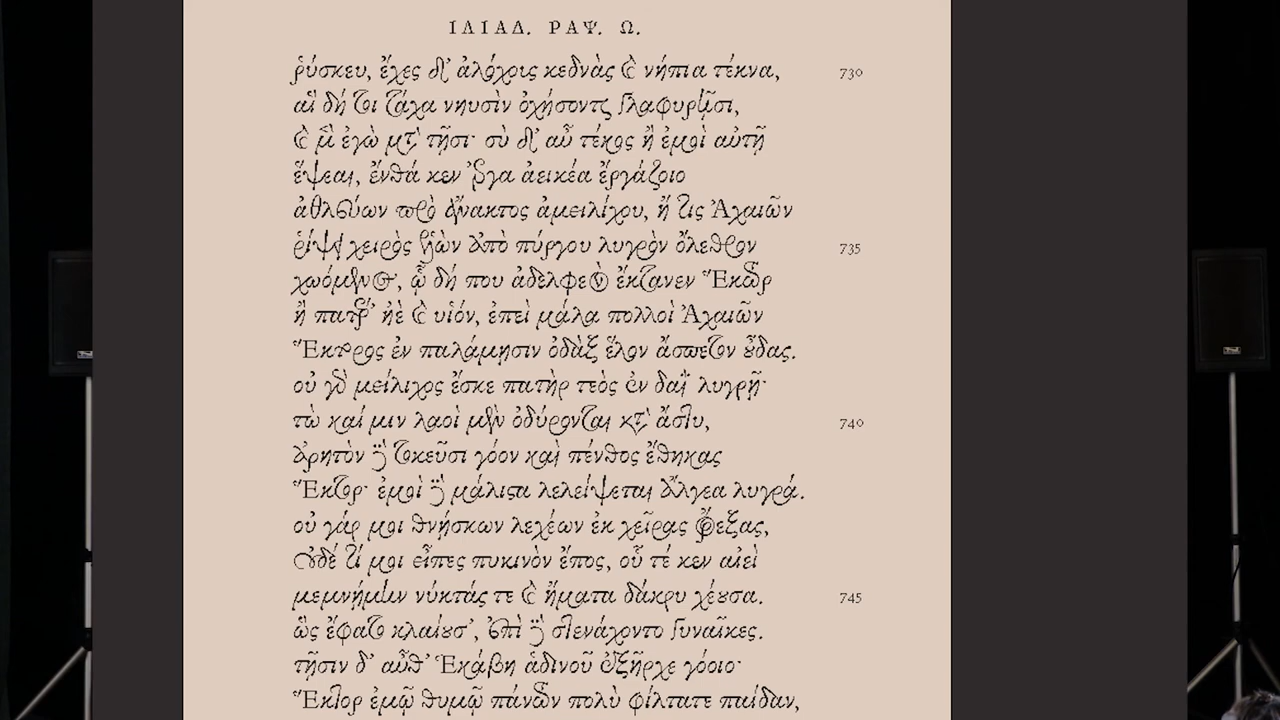 ΙΛΙΑΔ. ΡΑΨ. Ω.
ῥύσκευ, ἔχες δ' ἀλόχους κεδνὰς καὶ νήπια τέκνα, 730
αἳ δή τοι τάχα νηυσὶν ὀχήσονται γλαφυρῇσι,
καὶ μὲν ἐγὼ μετὰ τῇσι· σὺ δ' αὖ τέκος ἢ ἐμοὶ αὐτῇ
ἕψεαι, ἔνθά κεν ἔργα ἀεικέα ἐργάζοιο
ἀθλεύων πρὸ ἄνακτος ἀμειλίχου, ἤ τις Ἀχαιῶν
ῥίψει χειρὸς ἑλὼν ἀπὸ πύργου λυγρὸν ὄλεθρον 735
χωόμενος, ᾧ δή που ἀδελφεὸν ἔκτανεν Ἕκτωρ
ἢ πατέρ' ἠὲ καὶ υἱόν, ἐπεὶ μάλα πολλοὶ Ἀχαιῶν
Ἕκτορος ἐν παλάμῃσιν ὀδὰξ ἕλον ἄσπετον οὖδας.
οὐ γὰρ μείλιχος ἔσκε πατὴρ τεὸς ἐν δαῒ λυγρῇ·
τὼ καί μιν λαοὶ μὲν ὀδύρονται κατὰ ἄστυ, 740
ἀρητὸν δὲ τοκεῦσι γόον καὶ πένθος ἔθηκας
Ἕκτορ· ἐμοὶ δὲ μάλιστα λελείψεται ἄλγεα λυγρά.
οὐ γάρ μοι θνήσκων λεχέων ἐκ χεῖρας ὄρεξας,
οὐδέ τί μοι εἶπες πυκινὸν ἔπος, οὗ τέ κεν αἰεὶ
μεμνήμην νύκτάς τε καὶ ἤματα δάκρυ χέουσα. 745
ὣς ἔφατο κλαίουσ', ἐπὶ δὲ στενάχοντο γυναῖκες.
τῇσιν δ' αὖθ' Ἑκάβη ἁδινοῦ ἐξῆρχε γόοιο·
Ἕκτορ ἐμῷ θυμῷ πάντων πολὺ φίλτατε παίδων,